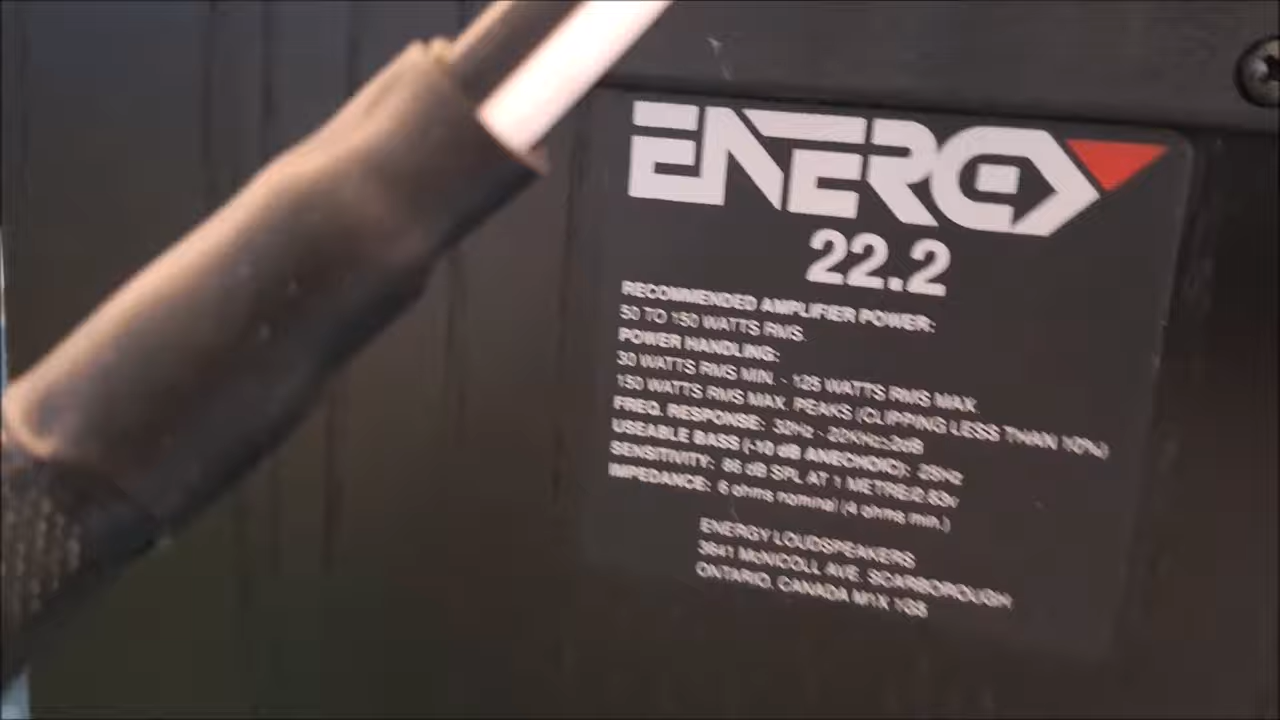 ENERGY
22.2
RECOMMENDED AMPLIFIER POWER:
50 TO 150 WATTS RMS.
POWER HANDLING:
30 WATTS RMS MIN. - 125 WATTS RMS MAX.
150 WATTS RMS MAX. PEAKS (CLIPPING LESS THAN 10%)
FREQ. RESPONSE: 30Hz - 20KHz±3dB
USEABLE BASS (-10 dB ANECHOIC): 25Hz
SENSITIVITY: 86 dB SPL AT 1 METRE/2.83v
IMPEDANCE: 6 ohms nominal (4 ohms min.)
ENERGY LOUDSPEAKERS
3641 McNICOLL AVE. SCARBOROUGH
ONTARIO, CANADA M1X 1G5